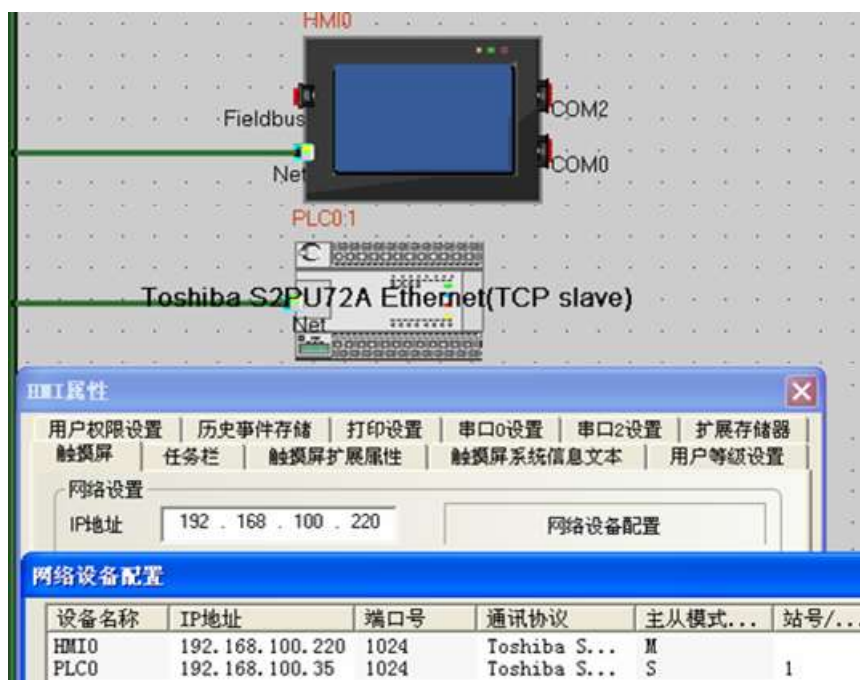 HMI0
Fieldbus
COM2
Net
COM0
PLC0:1
Toshiba S2PU72A Ethernet(TCP slave)
Net
HMI属性
用户权限设置 历史事件存储 打印设置 串口0设置 串口2设置 扩展存储器
触摸屏 任务栏 触摸屏扩展属性 触摸屏系统信息文本 用户等级设置
网络设置
IP地址 192 . 168 . 100 . 220 网络设备配置
网络设备配置
设备名称 IP地址 端口号 通讯协议 主从模式... 站号/...
HMI0 192.168.100.220 1024 Toshiba S... M
PLC0 192.168.100.35 1024 Toshiba S... S 1